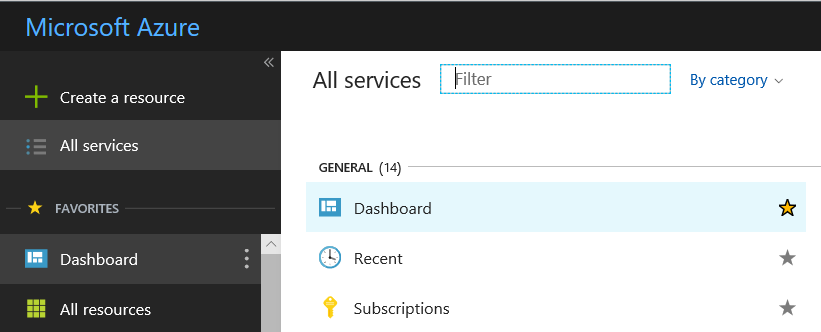 Microsoft Azure
«
Create a resource
All services
FAVORITES
Dashboard
All resources
All services
Filter
By category
GENERAL (14)
Dashboard
Recent
Subscriptions